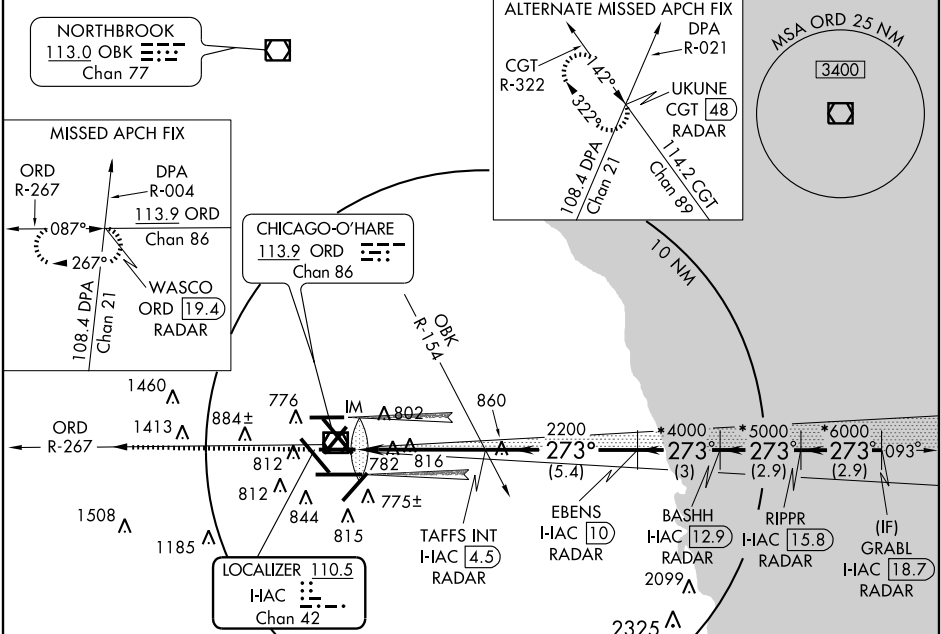 NORTHBROOK
113.0 OBK
Chan 77
ALTERNATE MISSED APCH FIX
DPA
R-021
CGT
R-322
142°
322°
UKUNE
CGT 48
RADAR
108.4 DPA
Chan 21
114.2 CGT
Chan 89
MSA ORD 25 NM
3400
MISSED APCH FIX
ORD
R-267
DPA
R-004
087°
113.9 ORD
Chan 86
267°
WASCO
ORD 19.4
RADAR
108.4 DPA
Chan 21
CHICAGO-O'HARE
113.9 ORD
Chan 86
10 NM
OBK
R-154
1460
776
IM
802
860
1413
884±
ORD
R-267
812
782
816
2200
273°
(5.4)
*4000
273°
(3)
*5000
273°
(2.9)
*6000
273°
(2.9)
093°
812
844
775±
815
1508
1185
TAFFS INT
I-IAC 4.5
RADAR
EBENS
I-IAC 10
RADAR
BASHH
I-IAC 12.9
RADAR
RIPPR
I-IAC 15.8
RADAR
(IF)
GRABL
I-IAC 18.7
RADAR
LOCALIZER 110.5
I-IAC
Chan 42
2099
2325